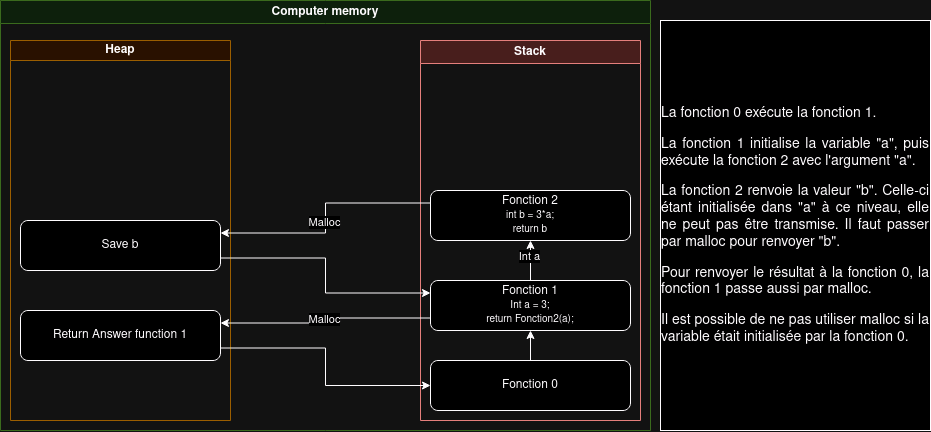 Computer memory
Heap
Stack
Fonction 2
int b = 3*a;
return b
Malloc
Save b
Int a
Fonction 1
Int a = 3;
return Fonction2(a);
Malloc
Return Answer function 1
Fonction 0
La fonction 0 exécute la fonction 1.
La fonction 1 initialise la variable "a", puis
exécute la fonction 2 avec l'argument "a".
La fonction 2 renvoie la valeur "b". Celle-ci
étant initialisée dans "a" à ce niveau, elle
ne peut pas être transmise. Il faut passer
par malloc pour renvoyer "b".
Pour renvoyer le résultat à la fonction 0, la
fonction 1 passe aussi par malloc.
Il est possible de ne pas utiliser malloc si la
variable était initialisée par la fonction 0.